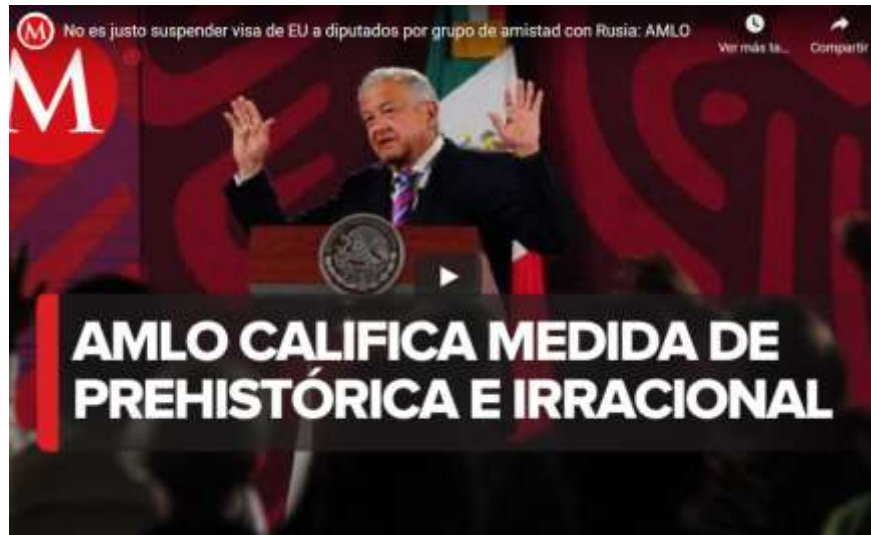 M
No es justo suspender visa de EU a diputados por grupo de amistad con Rusia: AMLO
Ver más ta...
Compartir
M
AMLO CALIFICA MEDIDA DE
PREHISTÓRICA E IRRACIONAL